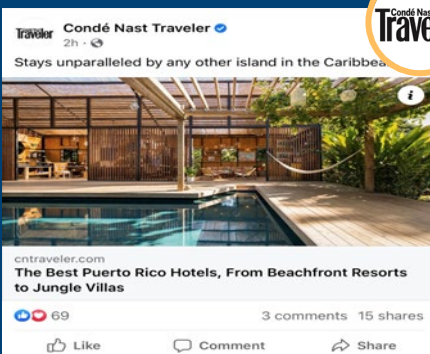 Condé Nast Traveler
Traveler
Condé Nast Traveler
2h
Stays unparalleled by any other island in the
i
cntraveler.com
The Best Puerto Rico Hotels, From Beachfront Resorts
to Jungle Villas
69 3 comments 15 shares
Like Comment Share